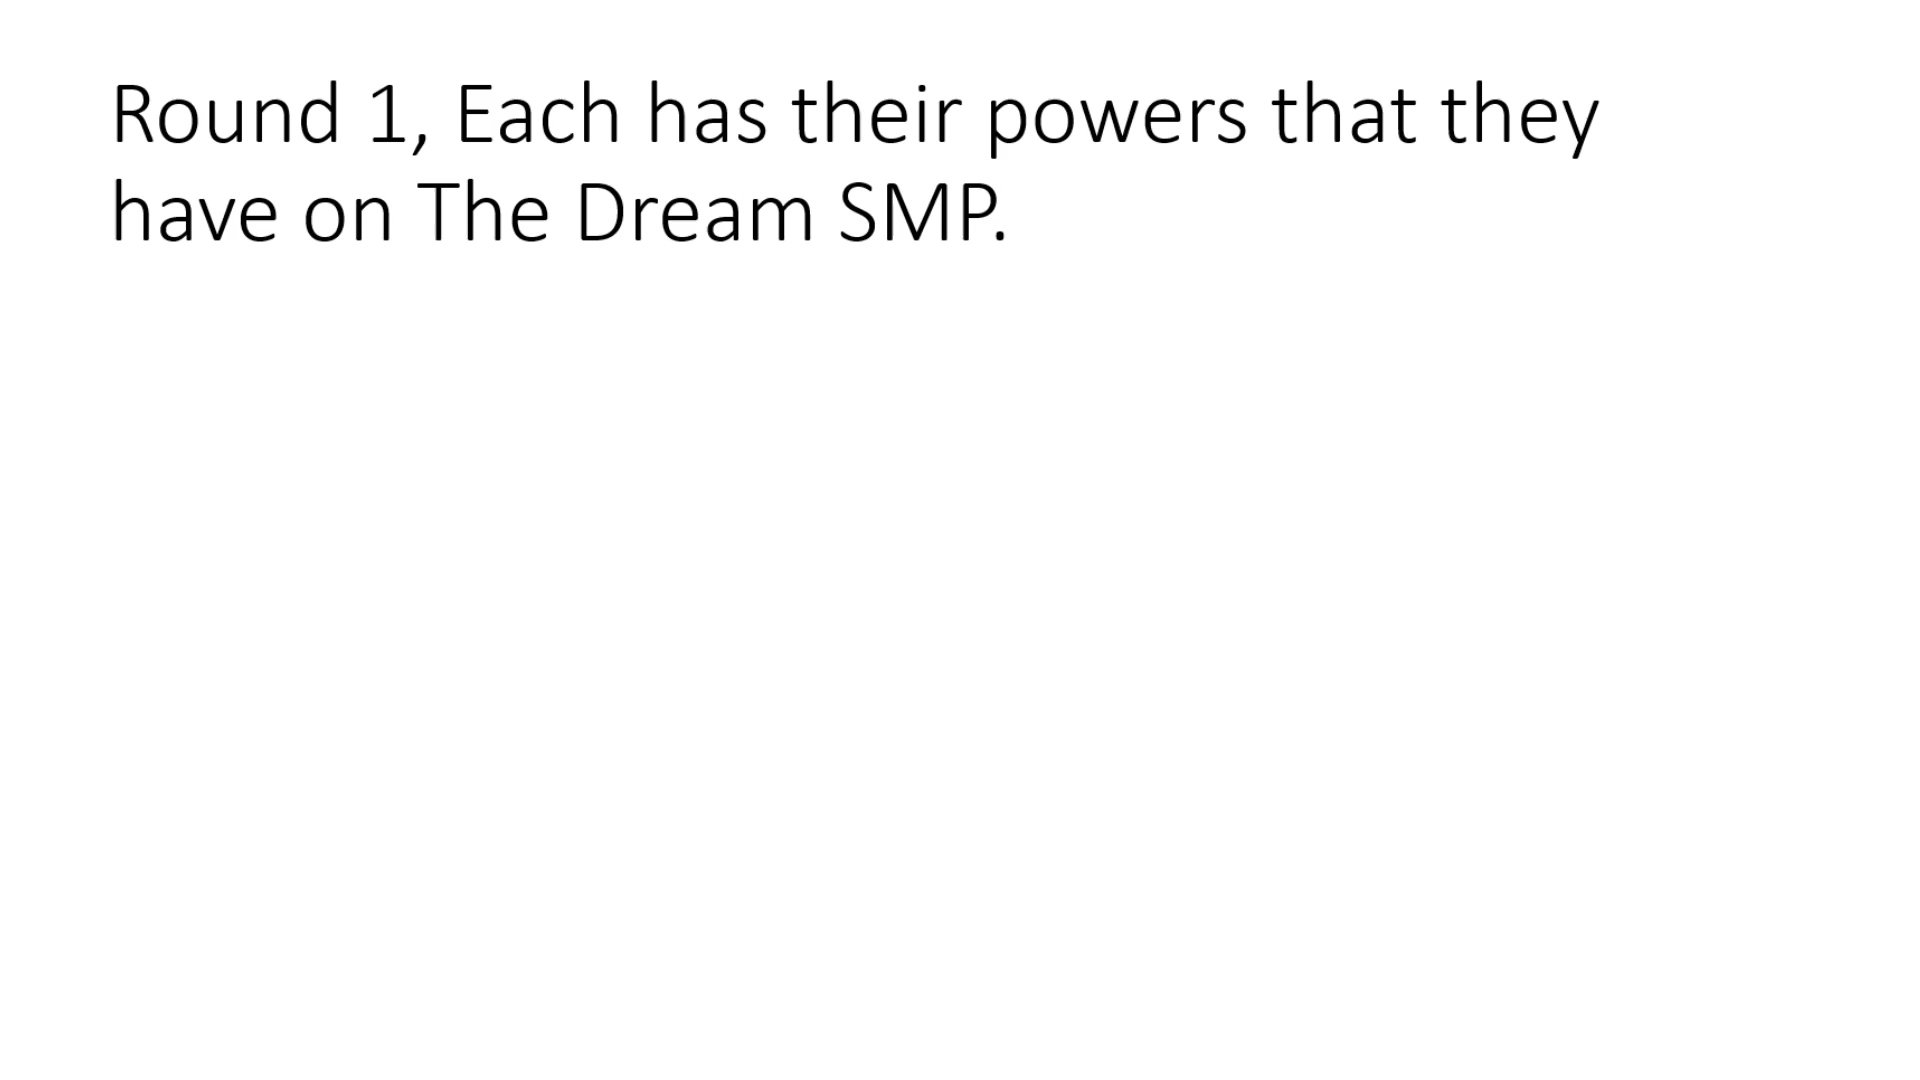 Round 1, Each has their powers that they
have on The Dream SMP.